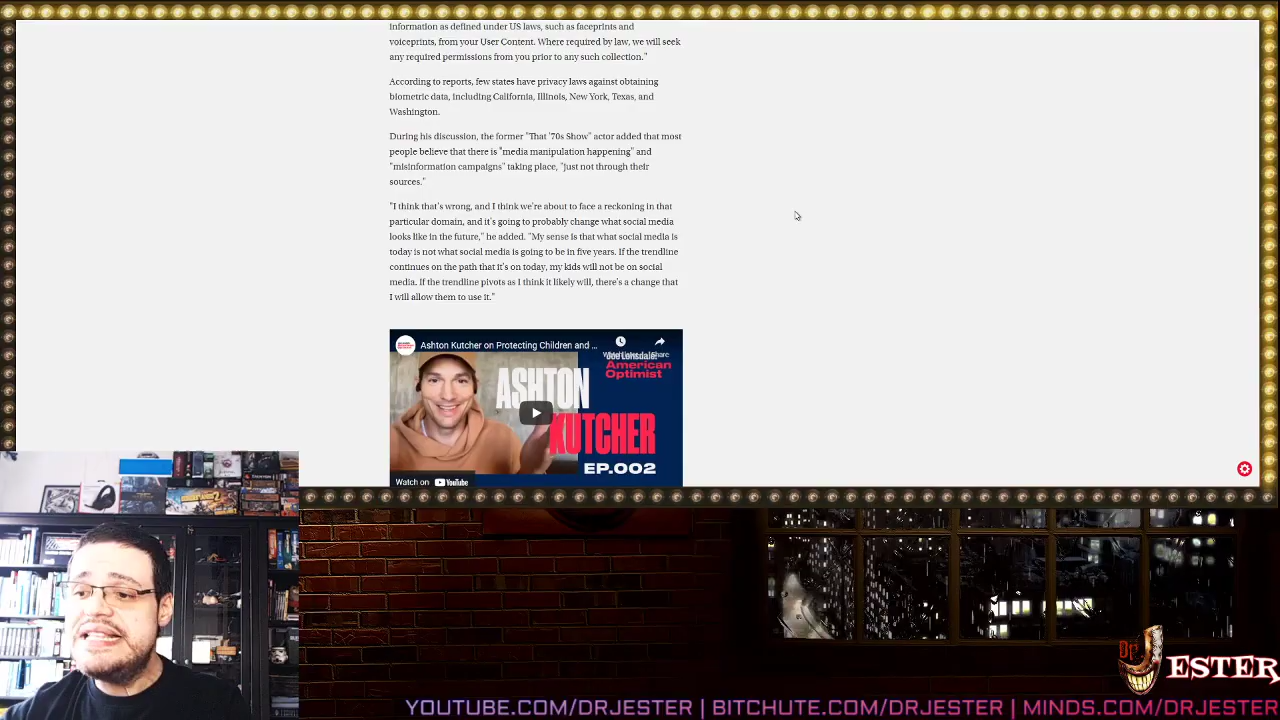 information as defined under US laws, such as faceprints and
voiceprints, from your User Content. Where required by law, we will seek
any required permissions from you prior to any such collection."
According to reports, few states have privacy laws against obtaining
biometric data, including California, Illinois, New York, Texas, and
Washington.
During his discussion, the former "That '70s Show" actor added that most
people believe that there is "media manipulation happening" and
"misinformation campaigns" taking place, "just not through their
sources."
"I think that's wrong, and I think we're about to face a reckoning in that
particular domain, and it's going to probably change what social media
looks like in the future," he added. "My sense is that what social media is
today is not what social media is going to be in five years. If the trendline
continues on the path that it's on today, my kids will not be on social
media. If the trendline pivots as I think it likely will, there's a change that
I will allow them to use it."
Ashton Kutcher on Protecting Children and ...
Watch later Share
Joe Lonsdale:
American
Optimist
ASHTON
KUTCHER
EP.002
Watch on YouTube
Dr JESTER
YOUTUBE.COM/DRJESTER | BITCHUTE.COM/DRJESTER | MINDS.COM/DRJESTER